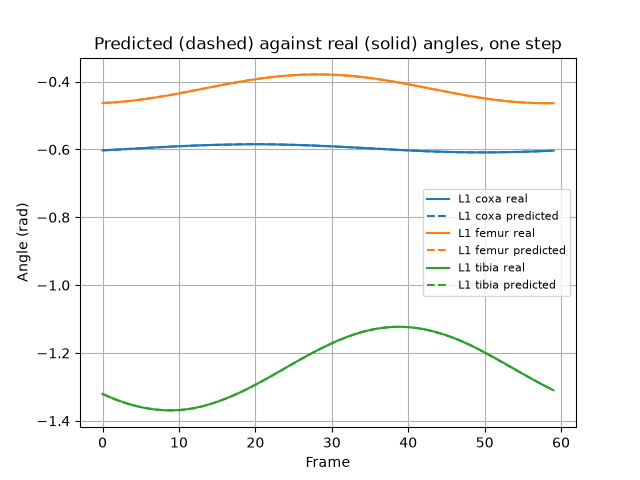 Predicted (dashed) against real (solid) angles, one step
Angle (rad)
−0.4
−0.6
−0.8
−1.0
−1.2
−1.4
L1 coxa real
L1 coxa predicted
L1 femur real
L1 femur predicted
L1 tibia real
L1 tibia predicted
0 10 20 30 40 50 60
Frame